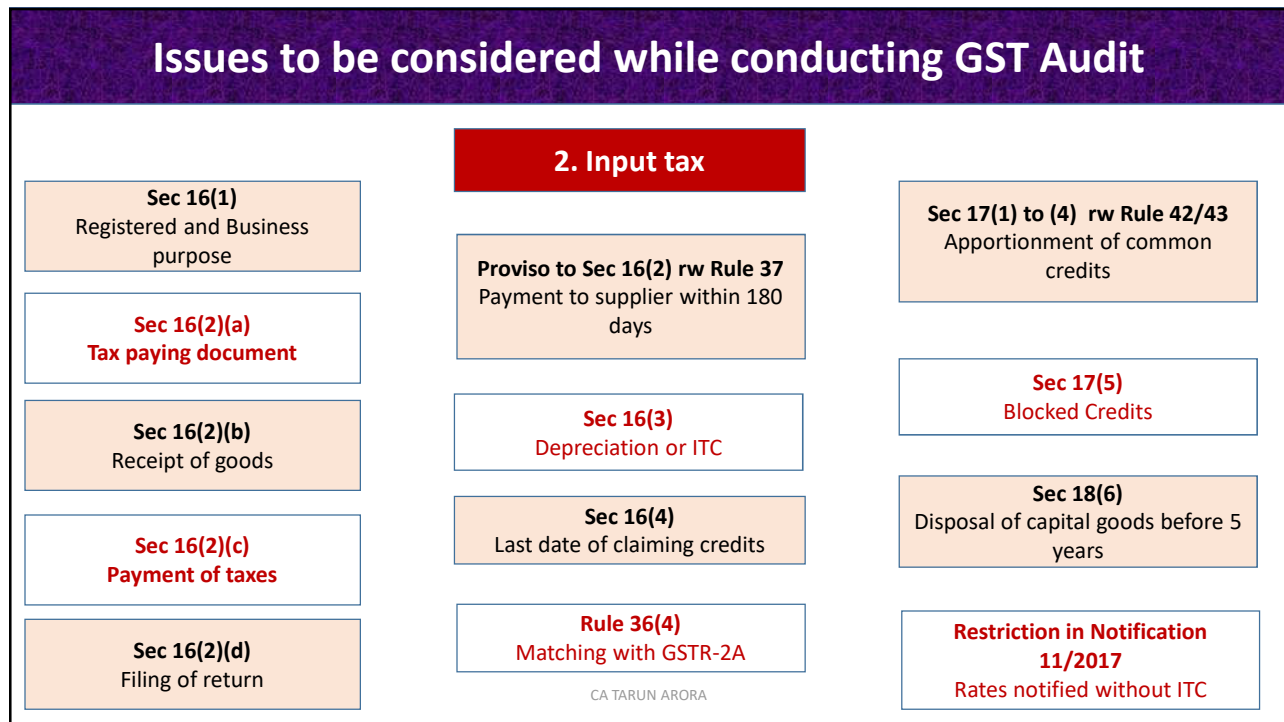 Issues to be considered while conducting GST Audit
2. Input tax
Sec 16(1)
Registered and Business
purpose
Sec 16(2)(a)
Tax paying document
Sec 16(2)(b)
Receipt of goods
Sec 16(2)(c)
Payment of taxes
Sec 16(2)(d)
Filing of return
Proviso to Sec 16(2) rw Rule 37
Payment to supplier within 180
days
Sec 16(3)
Depreciation or ITC
Sec 16(4)
Last date of claiming credits
Rule 36(4)
Matching with GSTR-2A
Sec 17(1) to (4) rw Rule 42/43
Apportionment of common
credits
Sec 17(5)
Blocked Credits
Sec 18(6)
Disposal of capital goods before 5
years
Restriction in Notification
11/2017
Rates notified without ITC
CA TARUN ARORA